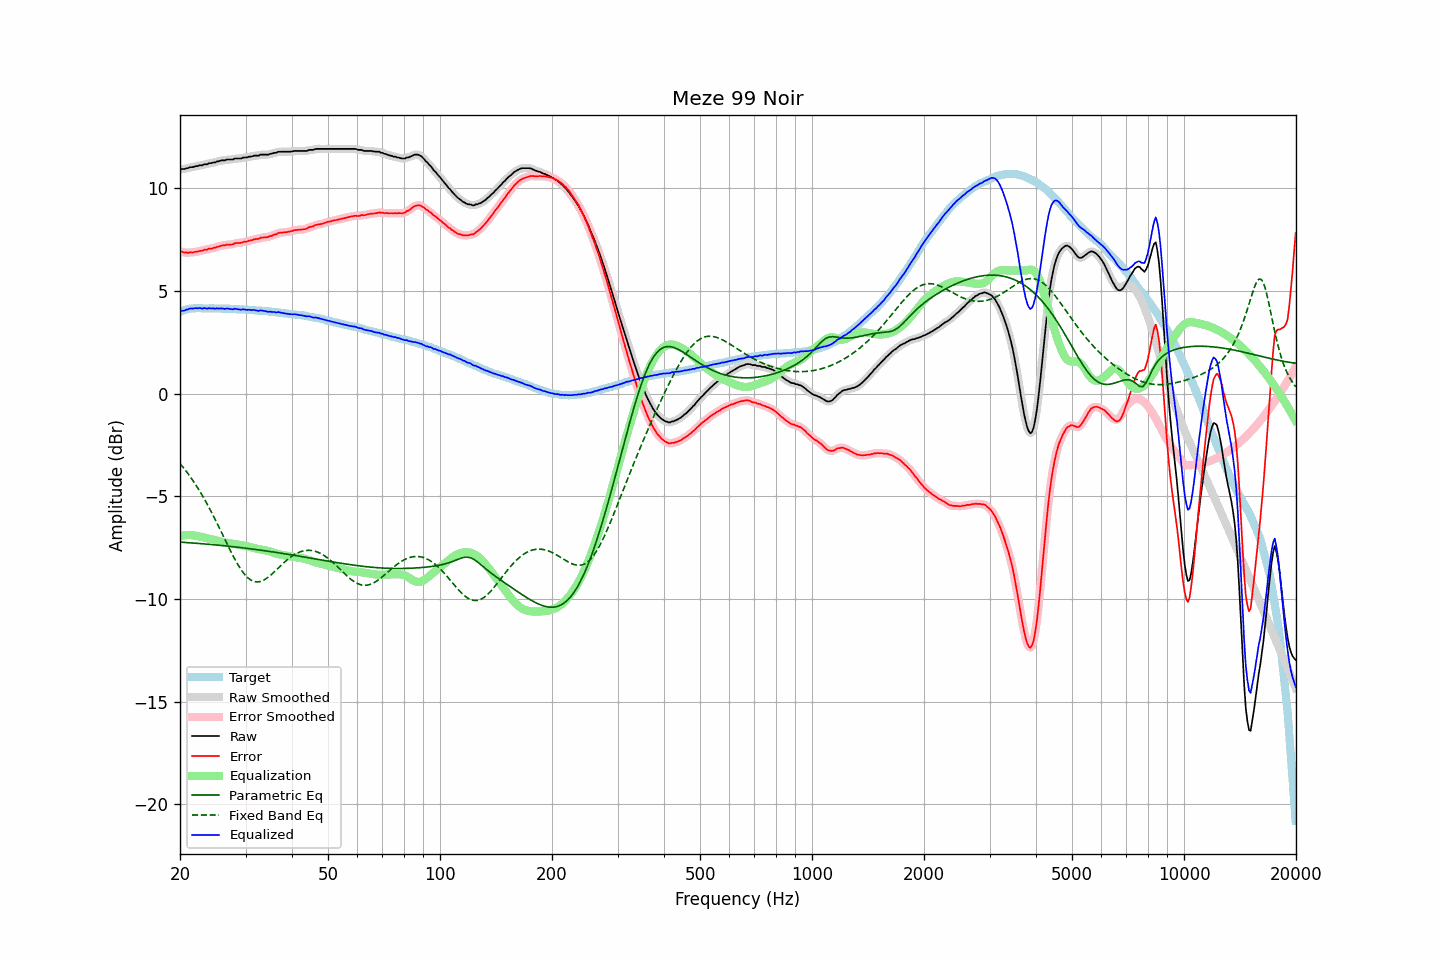 Meze 99 Noir
Amplitude (dBr)
10
5
0
−5
−10
−15
−20
Target
Raw Smoothed
Error Smoothed
Raw
Error
Equalization
Parametric Eq
Fixed Band Eq
Equalized
20 50 100 200 500 1000 2000 5000 10000 20000
Frequency (Hz)